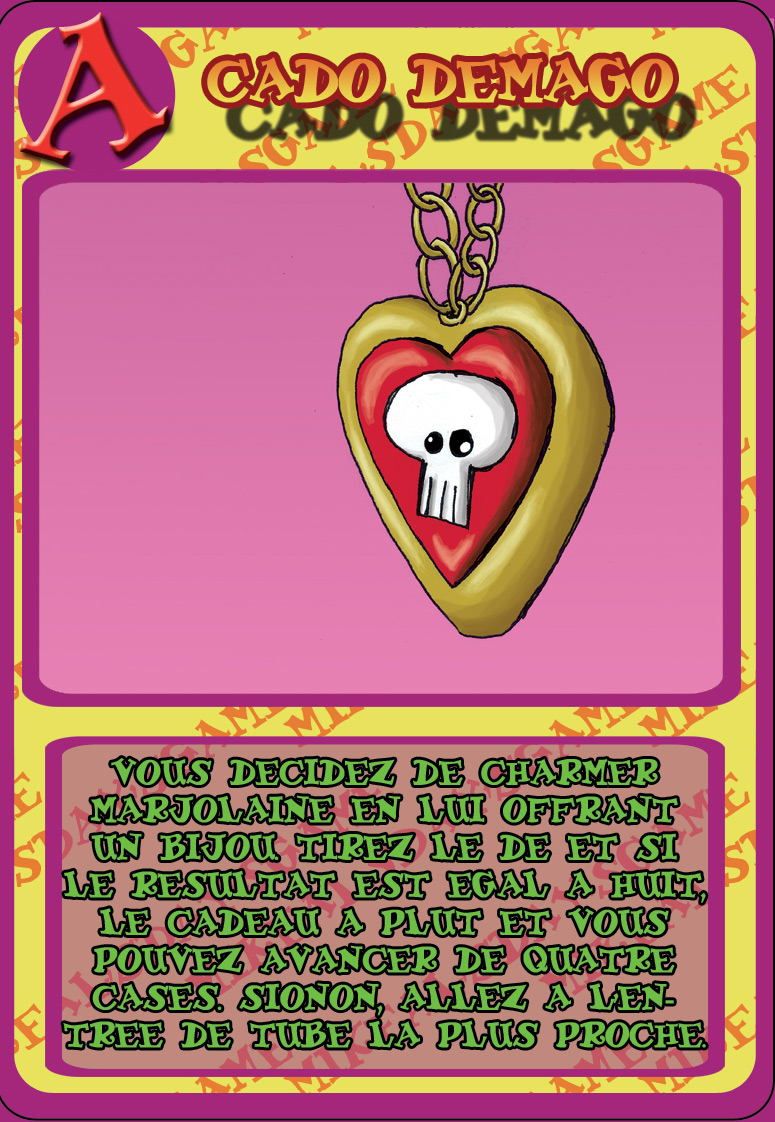 A
CADO DEMAGO
VOUS DECIDEZ DE CHARMER
MARJOLAINE EN LUI OFFRANT
UN BIJOU. TIREZ LE DE ET SI
LE RESULTAT EST EGAL A HUIT,
LE CADEAU A PLUT ET VOUS
POUVEZ AVANCER DE QUATRE
CASES. SIONON, ALLEZ A LEN-
TREE DE TUBE LA PLUS PROCHE.